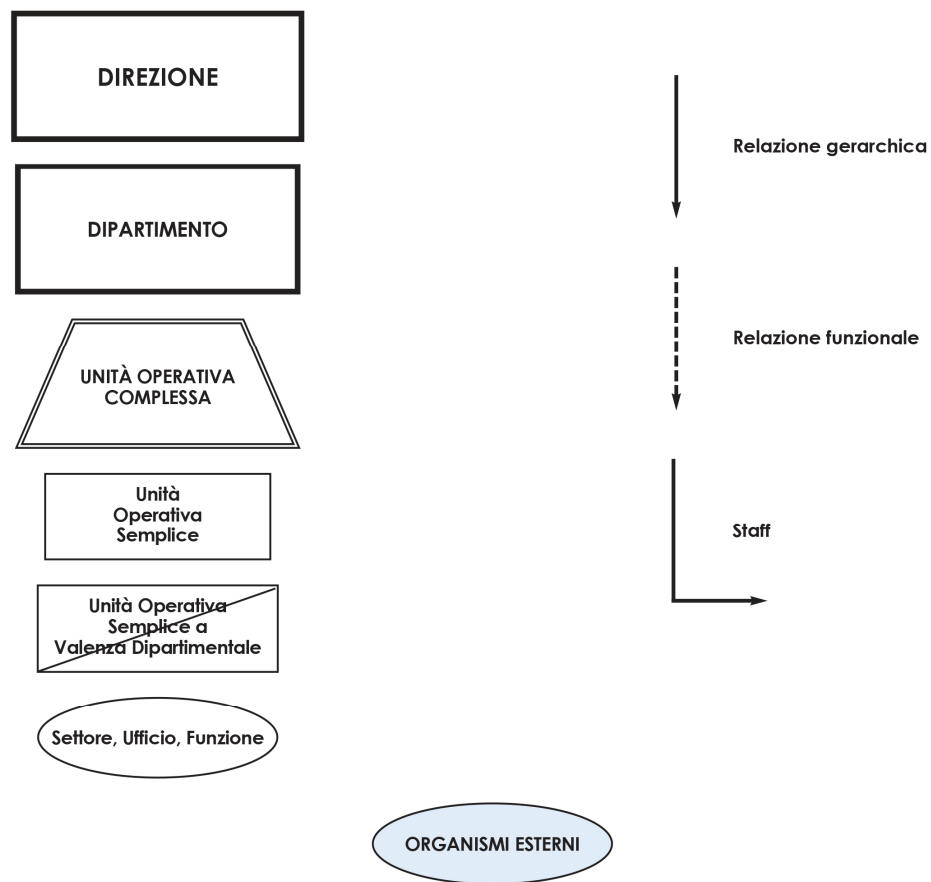 DIREZIONE
DIPARTIMENTO
UNITÀ OPERATIVA
COMPLESSA
Unità
Operativa
Semplice
Unità Operativa
Semplice a
Valenza Dipartimentale
Settore, Ufficio, Funzione
Relazione gerarchica
Relazione funzionale
Staff
ORGANISMI ESTERNI